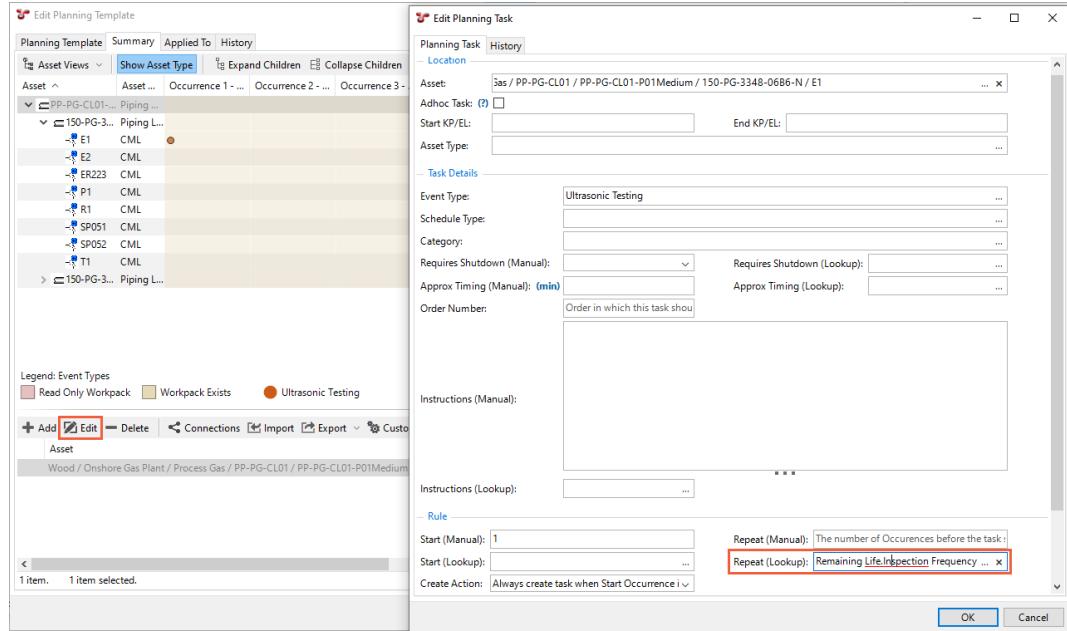 Edit Planning Template
Planning Template Summary Applied To History
Asset Views Show Asset Type Expand Children Collapse Children
Asset Asset ... Occurrence 1 - ... Occurrence 2 - ... Occurrence 3 -
PP-PG-CL01-... Piping ...
150-PG-3... Piping L...
E1 CML
E2 CML
ER223 CML
P1 CML
R1 CML
SP051 CML
SP052 CML
T1 CML
150-PG-3... Piping L...
Legend: Event Types
Read Only Workpack Workpack Exists Ultrasonic Testing
Add Edit Delete Connections Import Export Custo
Asset
Wood / Onshore Gas Plant / Process Gas / PP-PG-CL01 / PP-PG-CL01-P01Medium
1 item. 1 item selected.
Edit Planning Task
Planning Task History
Location
Asset: Gas / PP-PG-CL01 / PP-PG-CL01-P01Medium / 150-PG-3348-06B6-N / E1 ...
Adhoc Task: (?)
Start KP/EL: End KP/EL:
Asset Type: ...
Task Details
Event Type: Ultrasonic Testing ...
Schedule Type: ...
Category: ...
Requires Shutdown (Manual): Requires Shutdown (Lookup): ...
Approx Timing (Manual): (min) Approx Timing (Lookup): ...
Order Number: Order in which this task shou
Instructions (Manual):
Instructions (Lookup): ...
Rule
Start (Manual): 1 Repeat (Manual): The number of Occurences before the task s
Start (Lookup): ... Repeat (Lookup): Remaining Life.Inspection Frequency ...
Create Action: Always create task when Start Occurrence i
OK Cancel